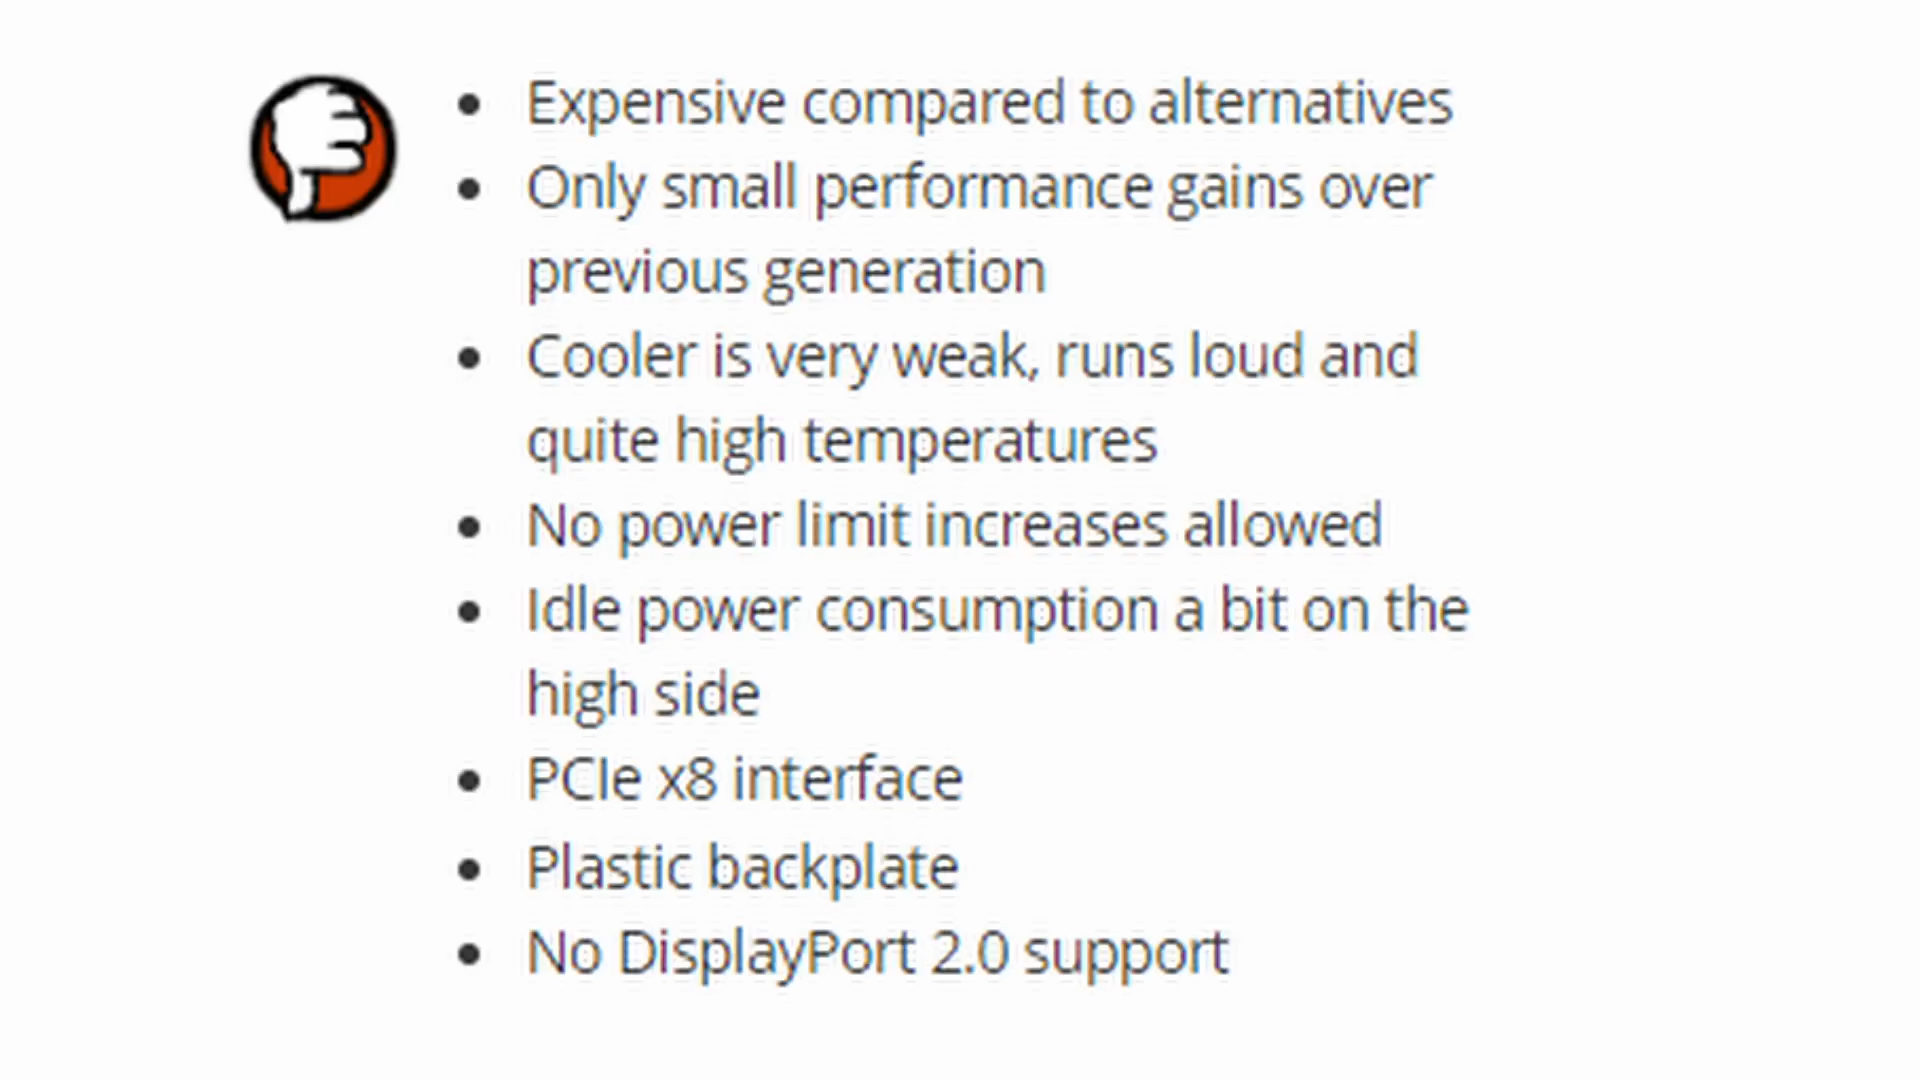 • Expensive compared to alternatives
• Only small performance gains over
previous generation
• Cooler is very weak, runs loud and
quite high temperatures
• No power limit increases allowed
• Idle power consumption a bit on the
high side
• PCIe x8 interface
• Plastic backplate
• No DisplayPort 2.0 support